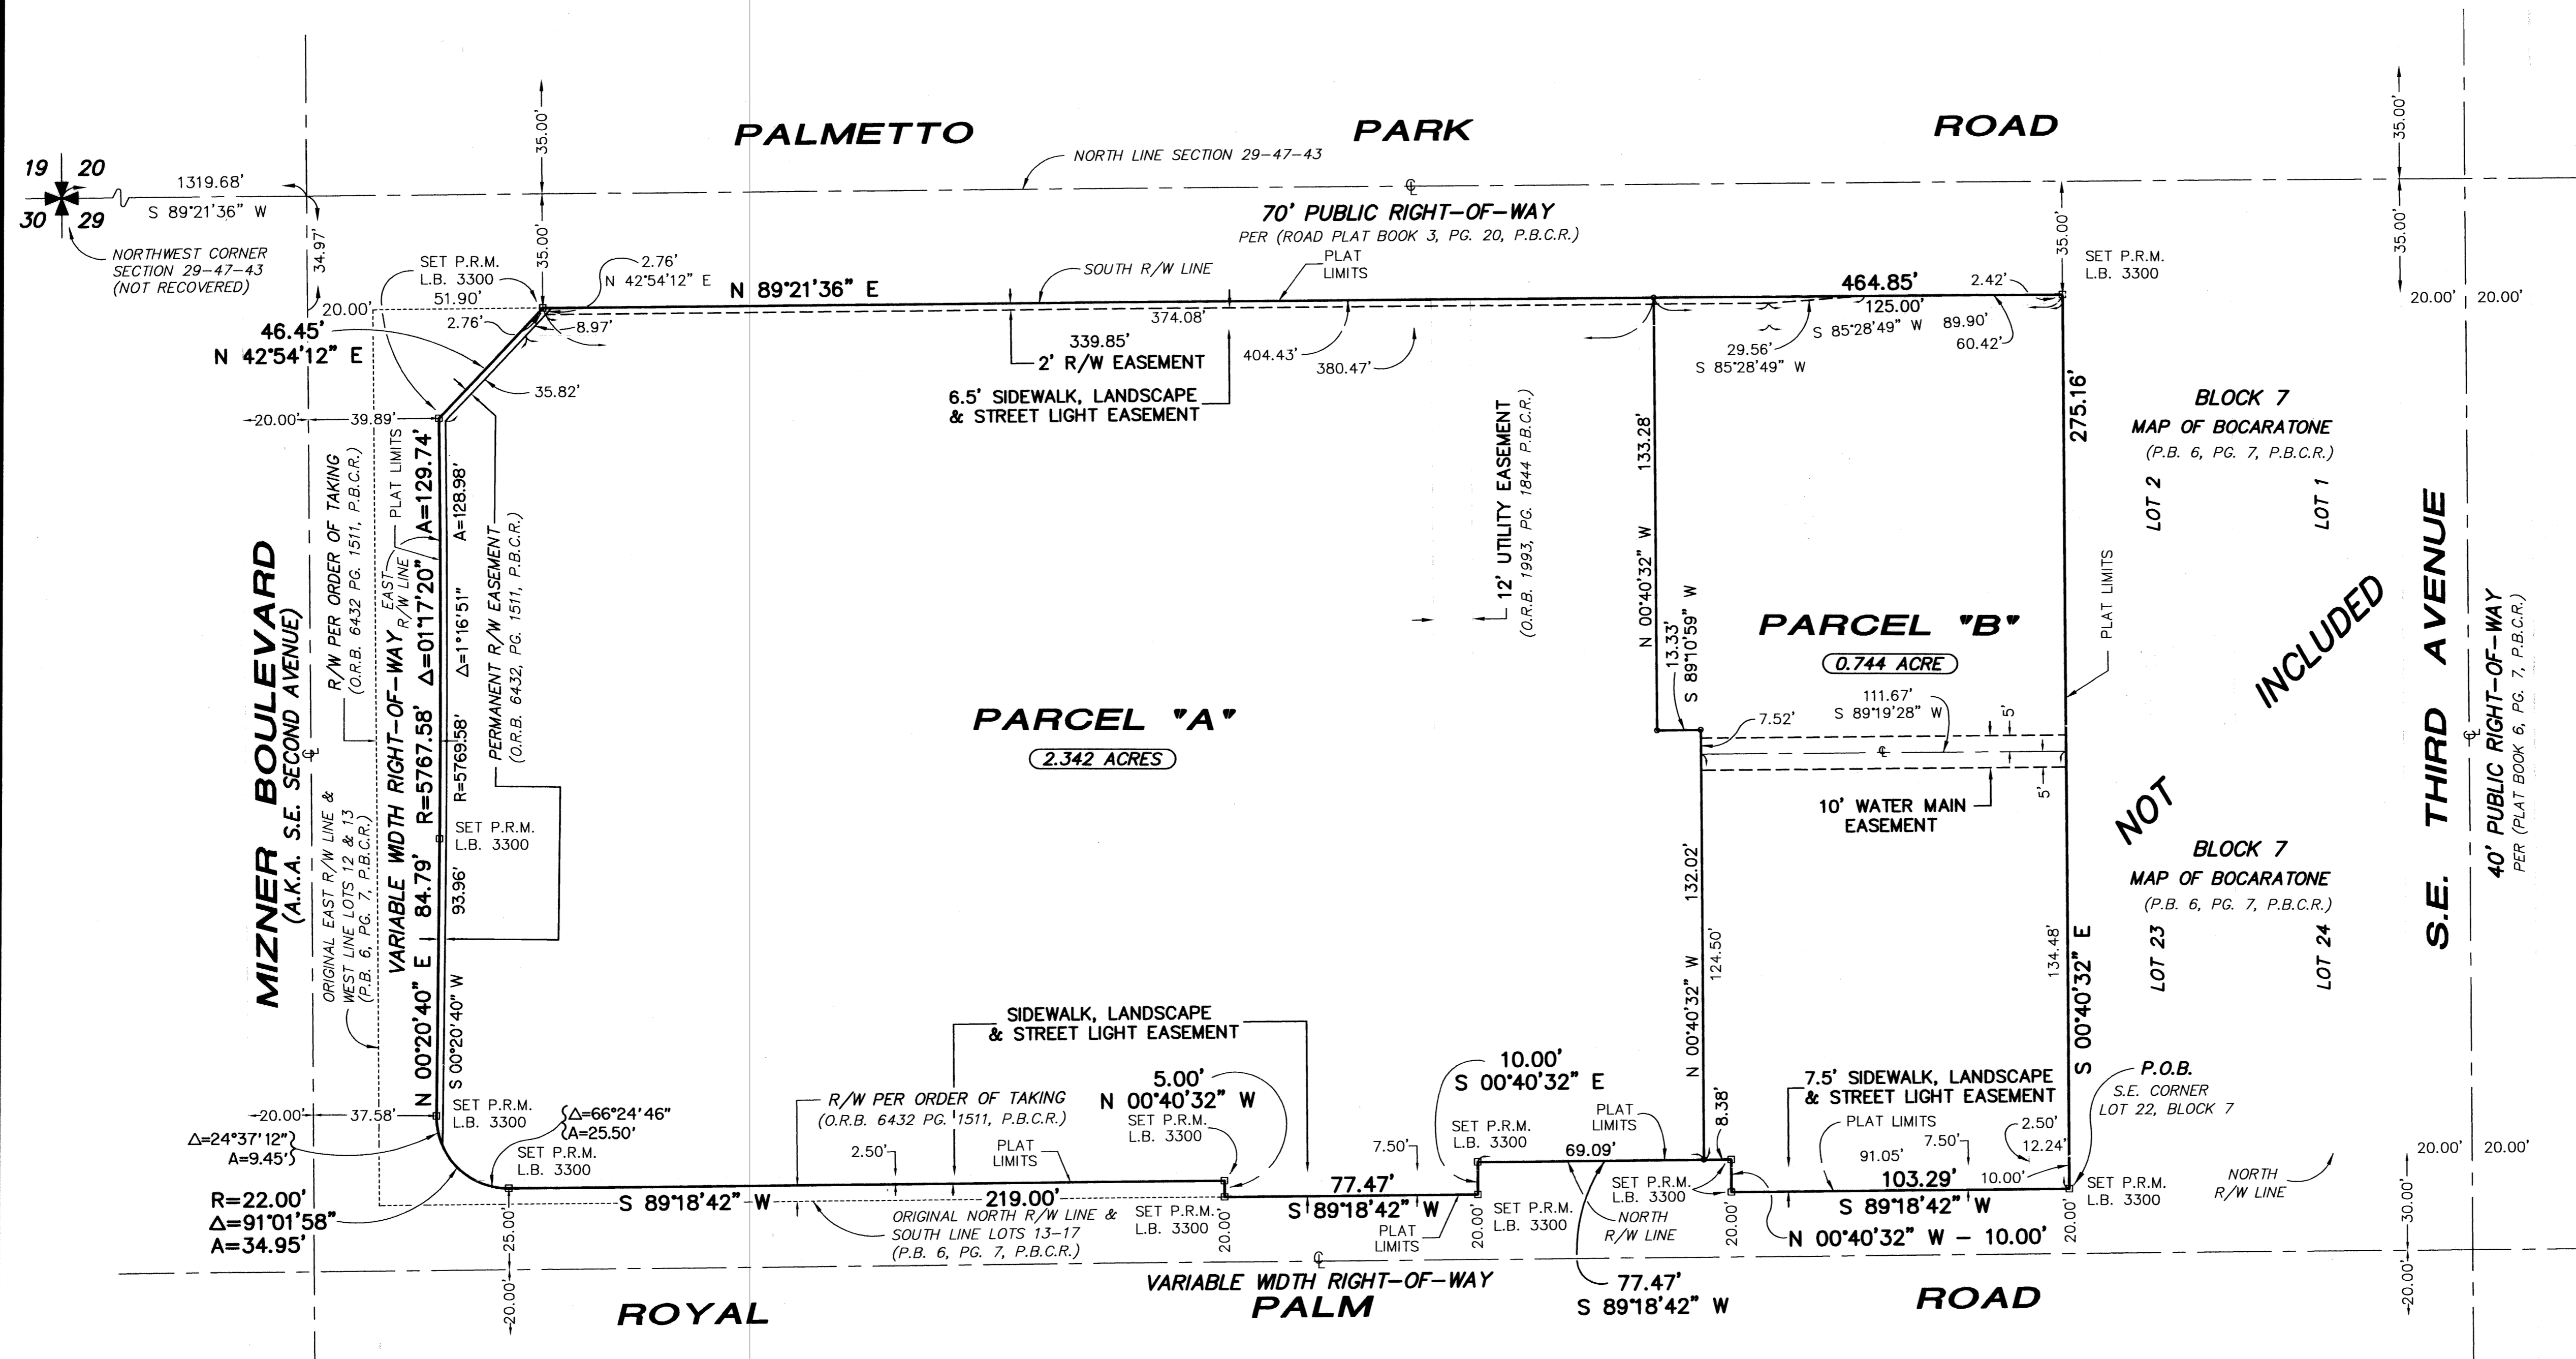 PALMETTO PARK ROAD
NORTH LINE SECTION 29-47-43
19 20
30 29
1319.68'
S 89°21'36" W
NORTHWEST CORNER
SECTION 29-47-43
(NOT RECOVERED)
34.97'
35.00'
35.00'
35.00'
35.00'
35.00'
70' PUBLIC RIGHT-OF-WAY
PER (ROAD PLAT BOOK 3, PG. 20, P.B.C.R.)
SET P.R.M.
L.B. 3300
51.90'
20.00'
2.76'
N 42°54'12" E
N 89°21'36" E
SOUTH R/W LINE
PLAT
LIMITS
464.85'
2.42'
SET P.R.M.
L.B. 3300
20.00' 20.00'
46.45'
N 42°54'12" E
2.76'
8.97'
35.82'
374.08'
339.85'
2' R/W EASEMENT
404.43'
380.47'
125.00'
S 85°28'49" W
89.90'
60.42'
29.56'
S 85°28'49" W
6.5' SIDEWALK, LANDSCAPE
& STREET LIGHT EASEMENT
20.00'
39.89'
MIZNER BOULEVARD
(A.K.A. S.E. SECOND AVENUE)
R/W PER ORDER OF TAKING
(O.R.B. 6432 PG. 1511, P.B.C.R.)
ORIGINAL EAST R/W LINE &
WEST LINE LOTS 12 & 13
(P.B. 6, PG. 7, P.B.C.R.)
VARIABLE WIDTH RIGHT-OF-WAY
EAST
R/W LINE
PLAT LIMITS
N 00°20'40" E 84.79' R=5767.58' Δ=01°17'20" A=129.74'
S 00°20'40" W 93.96' R=5769.58' Δ=1°16'51" A=128.98'
SET P.R.M.
L.B. 3300
PERMANENT R/W EASEMENT
(O.R.B. 6432, PG. 1511, P.B.C.R.)
12' UTILITY EASEMENT
(O.R.B. 1993, PG. 1844 P.B.C.R.)
PARCEL "A"
2.342 ACRES
N 00°40'32" W 133.28'
13.33'
S 89°10'59" W
PARCEL "B"
0.744 ACRE
111.67'
S 89°19'28" W
7.52'
5'
5'
10' WATER MAIN
EASEMENT
N 00°40'32" W 132.02'
124.50'
275.16'
134.48'
S 00°40'32" E
PLAT LIMITS
BLOCK 7
MAP OF BOCARATONE
(P.B. 6, PG. 7, P.B.C.R.)
LOT 2
LOT 1
NOT INCLUDED
BLOCK 7
MAP OF BOCARATONE
(P.B. 6, PG. 7, P.B.C.R.)
LOT 23
LOT 24
S.E. THIRD AVENUE
40' PUBLIC RIGHT-OF-WAY
PER (PLAT BOOK 6, PG. 7, P.B.C.R.)
SIDEWALK, LANDSCAPE
& STREET LIGHT EASEMENT
20.00'
37.58'
SET P.R.M.
L.B. 3300
Δ=24°37'12"
A=9.45'
Δ=66°24'46"
A=25.50'
SET P.R.M.
L.B. 3300
R=22.00'
Δ=91°01'58"
A=34.95'
R/W PER ORDER OF TAKING
(O.R.B. 6432 PG. 1511, P.B.C.R.)
2.50'
PLAT
LIMITS
5.00'
N 00°40'32" W
SET P.R.M.
L.B. 3300
10.00'
S 00°40'32" E
SET P.R.M.
L.B. 3300
7.50'
PLAT
LIMITS
69.09'
8.38'
7.5' SIDEWALK, LANDSCAPE
& STREET LIGHT EASEMENT
PLAT LIMITS
2.50'
7.50'
12.24'
91.05'
10.00'
P.O.B.
S.E. CORNER
LOT 22, BLOCK 7
20.00' 20.00'
NORTH
R/W LINE
S 89°18'42" W
219.00'
ORIGINAL NORTH R/W LINE &
SOUTH LINE LOTS 13-17
(P.B. 6, PG. 7, P.B.C.R.)
SET P.R.M.
L.B. 3300
77.47'
S 89°18'42" W
PLAT
LIMITS
SET P.R.M.
L.B. 3300
NORTH
R/W LINE
SET P.R.M.
L.B. 3300
103.29'
S 89°18'42" W
SET P.R.M.
L.B. 3300
N 00°40'32" W - 10.00'
25.00'
20.00'
20.00'
20.00'
20.00'
20.00'
30.00'
20.00'
77.47'
S 89°18'42" W
VARIABLE WIDTH RIGHT-OF-WAY
ROYAL PALM ROAD